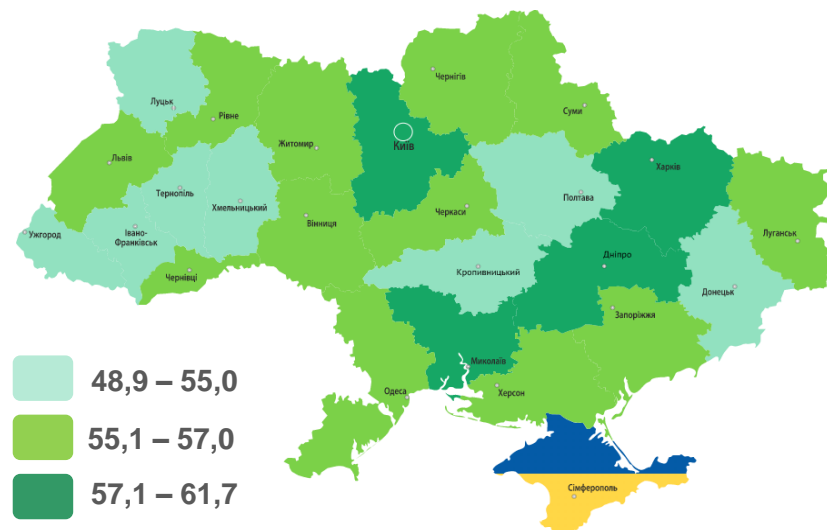 Чернігів
Луцьк
Рівне
Суми
Житомир
Київ
Львів
Харків
Тернопіль
Хмельницький
Полтава
Черкаси
Вінниця
Ужгород
Івано-
Франківськ
Луганськ
Чернівці
Дніпро
Кропивницький
Донецьк
Запоріжжя
Миколаїв
Одеса
Херсон
48,9 – 55,0
55,1 – 57,0
57,1 – 61,7
Сімферополь